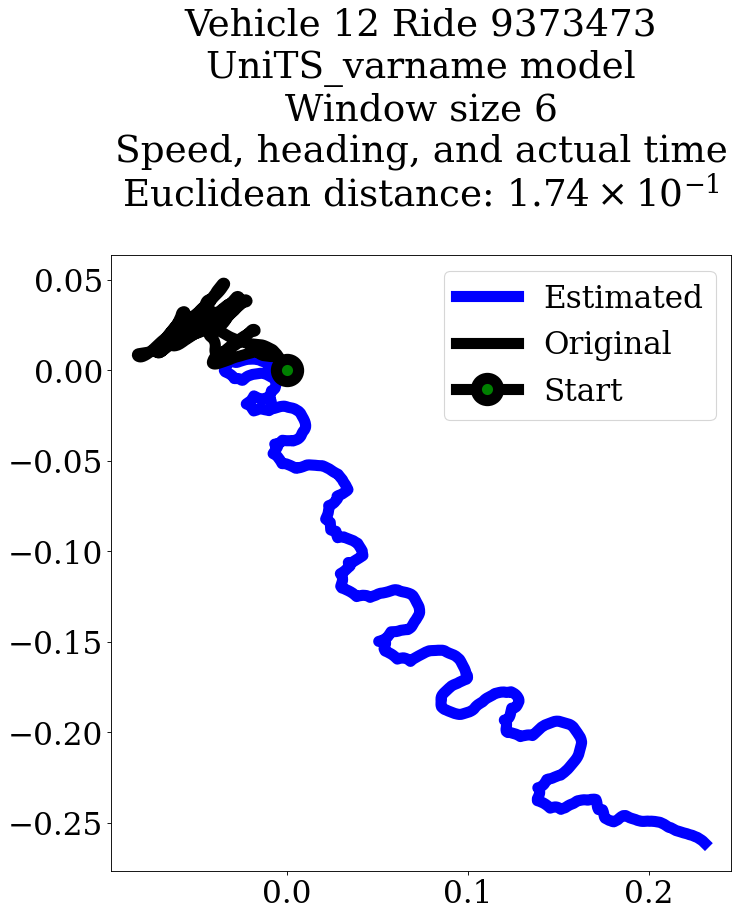 Vehicle 12 Ride 9373473
UniTS_varname model
Window size 6
Speed, heading, and actual time
Euclidean distance: 1.74 × 10⁻¹
Estimated
Original
Start
0.05
0.00
−0.05
−0.10
−0.15
−0.20
−0.25
0.0 0.1 0.2